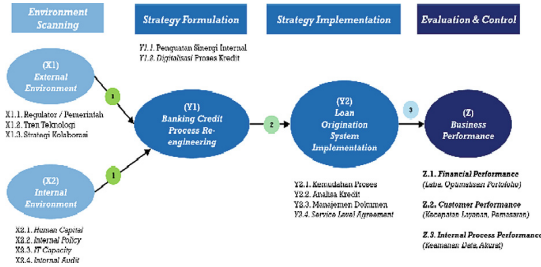 Environment
Scanning
Strategy Formulation
Strategy Implementation
Evaluation & Control
Y1.1. Penguatan Sinergi Internal
Y1.2. Digitalisasi Proses Kredit
(X1)
External
Environment
X1.1. Regulator / Pemerintah
X1.2. Tren Teknologi
X1.3. Strategi Kolaborasi
1
(Y1)
Banking Credit
Process Re-
engineering
2
(Y2)
Loan
Origination
System
Implementation
3
(Z)
Business
Performance
1
(X2)
Internal
Environment
X2.1. Human Capital
X2.2. Internal Policy
X2.3. IT Capacity
X2.4. Internal Audit
Y2.1. Kemudahan Proses
Y2.2. Analisa Kredit
Y2.3. Manajemen Dokumen
Y2.4. Service Level Agreement
Z.1. Financial Performance
(Laba, Optimalisasi Portofolio)
Z.2. Customer Performance
(Kecepatan Layanan, Pemasaran)
Z.3. Internal Process Performance
(Keamanan Data, Akurat)